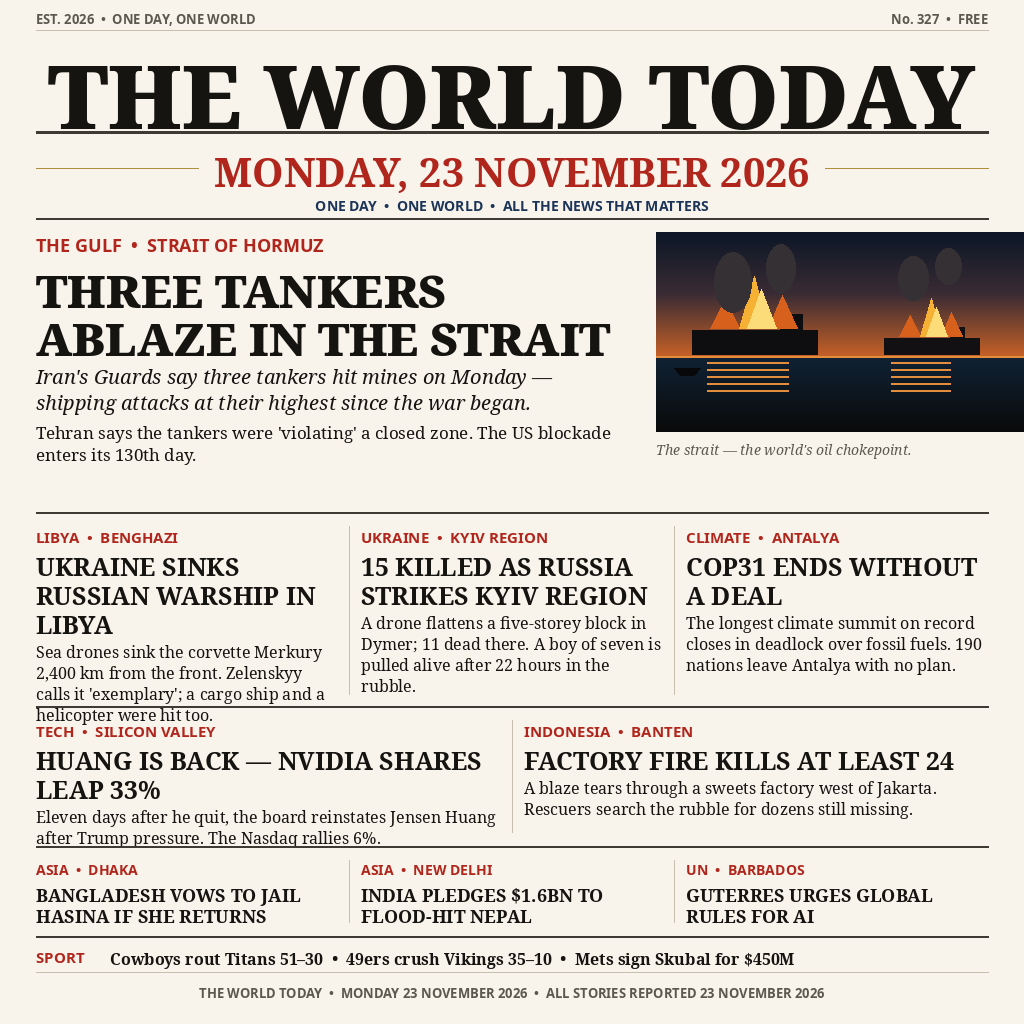 EST. 2026 • ONE DAY, ONE WORLD
No. 327 • FREE
THE WORLD TODAY
MONDAY, 23 NOVEMBER 2026
ONE DAY • ONE WORLD • ALL THE NEWS THAT MATTERS
THE GULF • STRAIT OF HORMUZ
THREE TANKERS
ABLAZE IN THE STRAIT
Iran's Guards say three tankers hit mines on Monday —
shipping attacks at their highest since the war began.
Tehran says the tankers were 'violating' a closed zone. The US blockade
enters its 130th day.
The strait — the world's oil chokepoint.
LIBYA • BENGHAZI
UKRAINE SINKS
RUSSIAN WARSHIP IN
LIBYA
Sea drones sink the corvette Merkury
2,400 km from the front. Zelenskyy
calls it 'exemplary'; a cargo ship and a
helicopter were hit too.
UKRAINE • KYIV REGION
15 KILLED AS RUSSIA
STRIKES KYIV REGION
A drone flattens a five-storey block in
Dymer; 11 dead there. A boy of seven is
pulled alive after 22 hours in the
rubble.
CLIMATE • ANTALYA
COP31 ENDS WITHOUT
A DEAL
The longest climate summit on record
closes in deadlock over fossil fuels. 190
nations leave Antalya with no plan.
TECH • SILICON VALLEY
HUANG IS BACK — NVIDIA SHARES
LEAP 33%
Eleven days after he quit, the board reinstates Jensen Huang
after Trump pressure. The Nasdaq rallies 6%.
INDONESIA • BANTEN
FACTORY FIRE KILLS AT LEAST 24
A blaze tears through a sweets factory west of Jakarta.
Rescuers search the rubble for dozens still missing.
ASIA • DHAKA
BANGLADESH VOWS TO JAIL
HASINA IF SHE RETURNS
ASIA • NEW DELHI
INDIA PLEDGES $1.6BN TO
FLOOD-HIT NEPAL
UN • BARBADOS
GUTERRES URGES GLOBAL
RULES FOR AI
SPORT Cowboys rout Titans 51–30 • 49ers crush Vikings 35–10 • Mets sign Skubal for $450M
THE WORLD TODAY • MONDAY 23 NOVEMBER 2026 • ALL STORIES REPORTED 23 NOVEMBER 2026